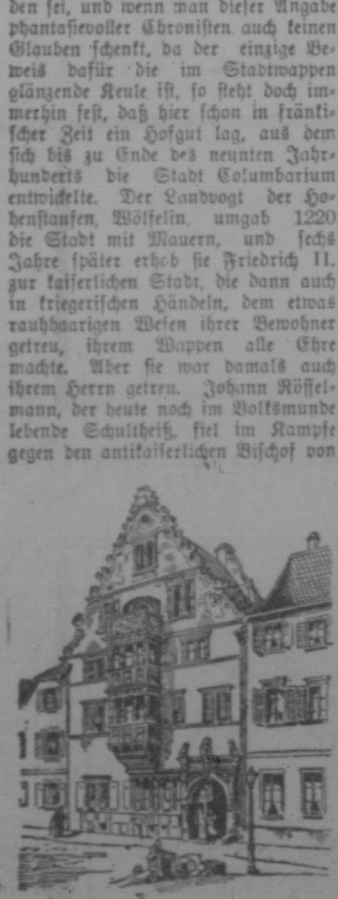 den sei, und wenn man dieser Angabe
phantasievoller Chronisten auch keinen
Glauben schenkt, da der einzige Be-
weis dafür die im Stadtwappen
glänzende Keule ist, so steht doch im-
merhin fest, daß hier schon in fränki-
scher Zeit ein Hofgut lag, aus dem
sich bis zu Ende des neunten Jahr-
hunderts die Stadt Columbarium
entwickelte. Der Landvogt der Ho-
henstaufen, Wölfelin, umgab 1220
die Stadt mit Mauern, und sechs
Jahre später erhob sie Friedrich II.
zur kaiserlichen Stadt, die dann auch
in kriegerischen Händeln, dem etwas
rauhhaarigen Wesen ihrer Bewohner
getreu, ihrem Wappen alle Ehre
machte. Aber sie war damals auch
ihrem Herrn getreu. Johann Rössel-
mann, der heute noch im Volksmunde
lebende Schultheiß, fiel im Kampfe
gegen den antikaiserlichen Bischof von